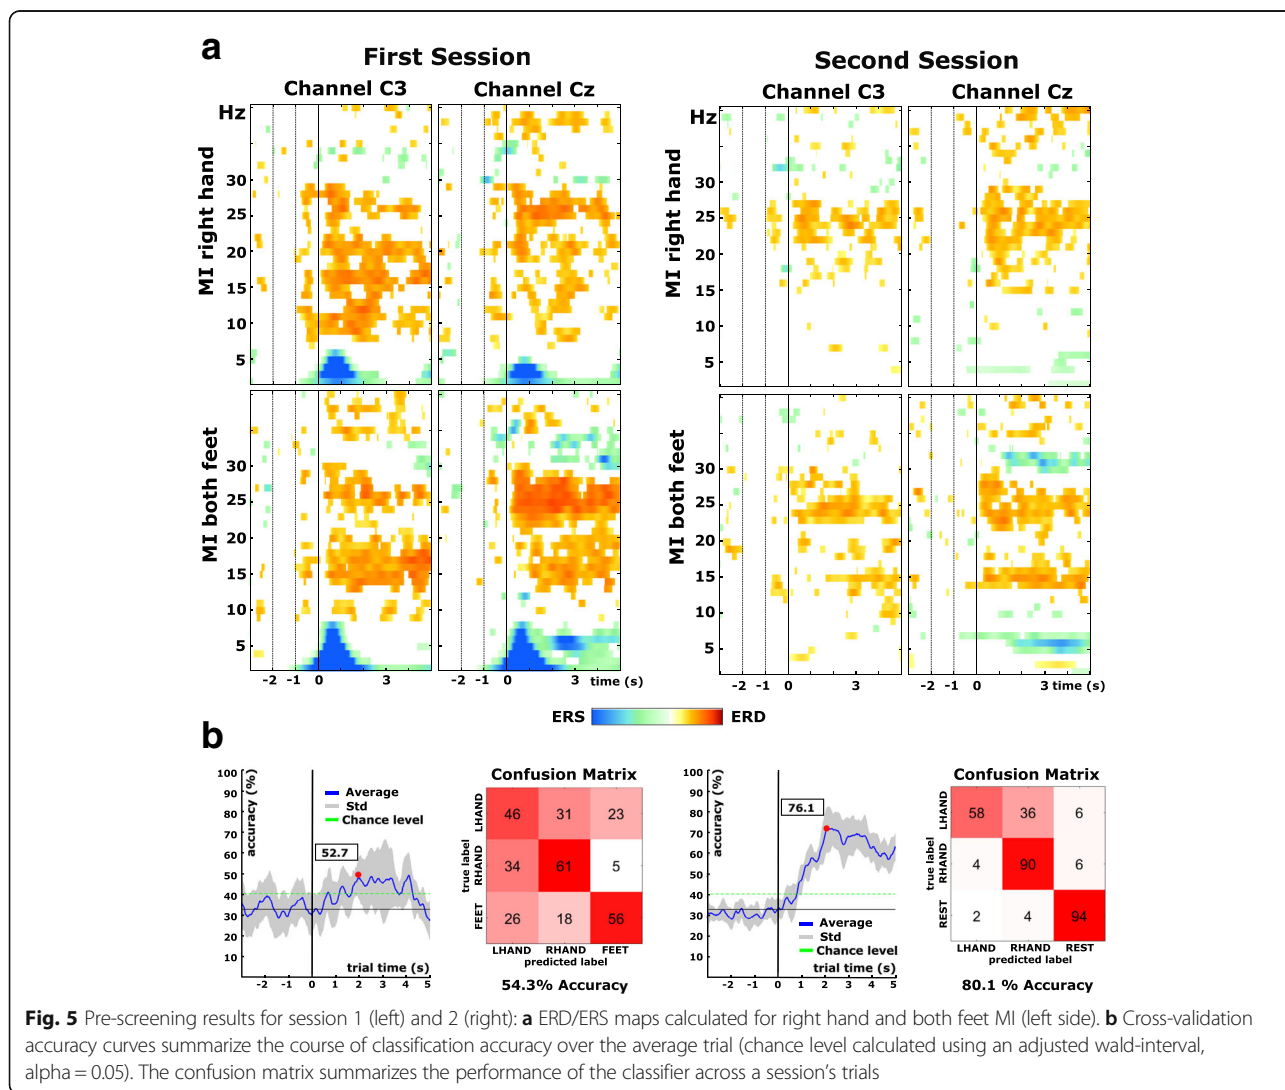 a
First Session
Second Session
Channel C3
Channel Cz
Channel C3
Channel Cz
Hz
30
25
20
15
10
5
MI right hand
Hz
30
25
20
15
10
5
MI right hand
30
25
20
15
10
5
MI both feet
30
25
20
15
10
5
MI both feet
-2 -1 0 3 -2 -1 0 3 time (s)
-2 -1 0 3 -2 -1 0 3 time (s)
ERS ERD
b
100
90
80
70
60
50
40
30
20
10
accuracy (%)
Average
Std
Chance level
52.7
trial time (s)
-2 -1 0 1 2 3 4 5
Confusion Matrix
true label
LHAND
RHAND
FEET
46 31 23
34 61 5
26 18 56
LHAND RHAND FEET
predicted label
54.3% Accuracy
100
90
80
70
60
50
40
30
20
10
accuracy (%)
76.1
Average
Std
Chance level
trial time (s)
-2 -1 0 1 2 3 4 5
Confusion Matrix
true label
LHAND
RHAND
REST
58 36 6
4 90 6
2 4 94
LHAND RHAND REST
predicted label
80.1 % Accuracy
Fig. 5 Pre-screening results for session 1 (left) and 2 (right): a ERD/ERS maps calculated for right hand and both feet MI (left side). b Cross-validation
accuracy curves summarize the course of classification accuracy over the average trial (chance level calculated using an adjusted wald-interval,
alpha = 0.05). The confusion matrix summarizes the performance of the classifier across a session's trials